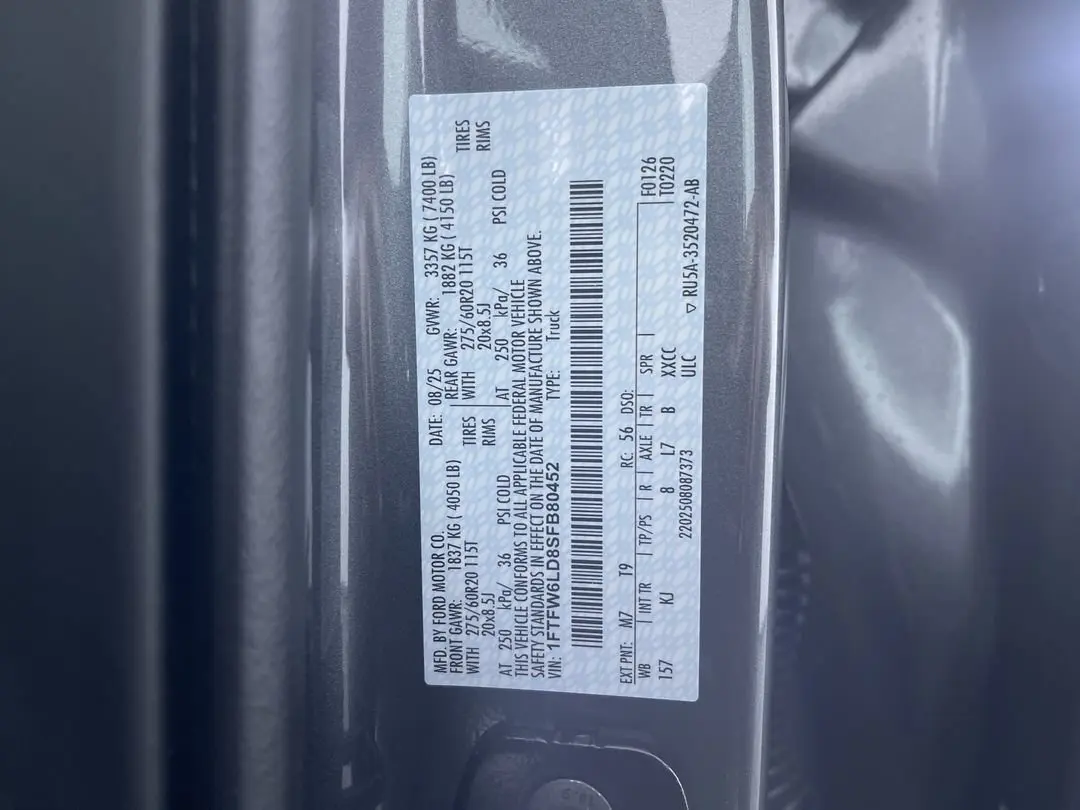 MFD. BY FORD MOTOR CO. DATE: 08/25 GVWR: 3357 KG ( 7400 LB)
FRONT GAWR: 1837 KG ( 4050 LB) REAR GAWR: 1882 KG ( 4150 LB)
WITH 275/60R20 115T TIRES WITH 275/60R20 115T TIRES
20x8.5J RIMS 20x8.5J RIMS
AT 250 kPa/ 36 PSI COLD AT 250 kPa/ 36 PSI COLD
THIS VEHICLE CONFORMS TO ALL APPLICABLE FEDERAL MOTOR VEHICLE
SAFETY STANDARDS IN EFFECT ON THE DATE OF MANUFACTURE SHOWN ABOVE.
VIN: 1FTFW6LD8SFB80452 TYPE: Truck
EXT PNT: M7 T9 RC: 56 DSO: F0126
WB INT TR TP/PS R AXLE TR SPR T0220
157 KJ 8 L7 B XXCC
ULC
2202508087373 ▽ RU5A-3520472-AB